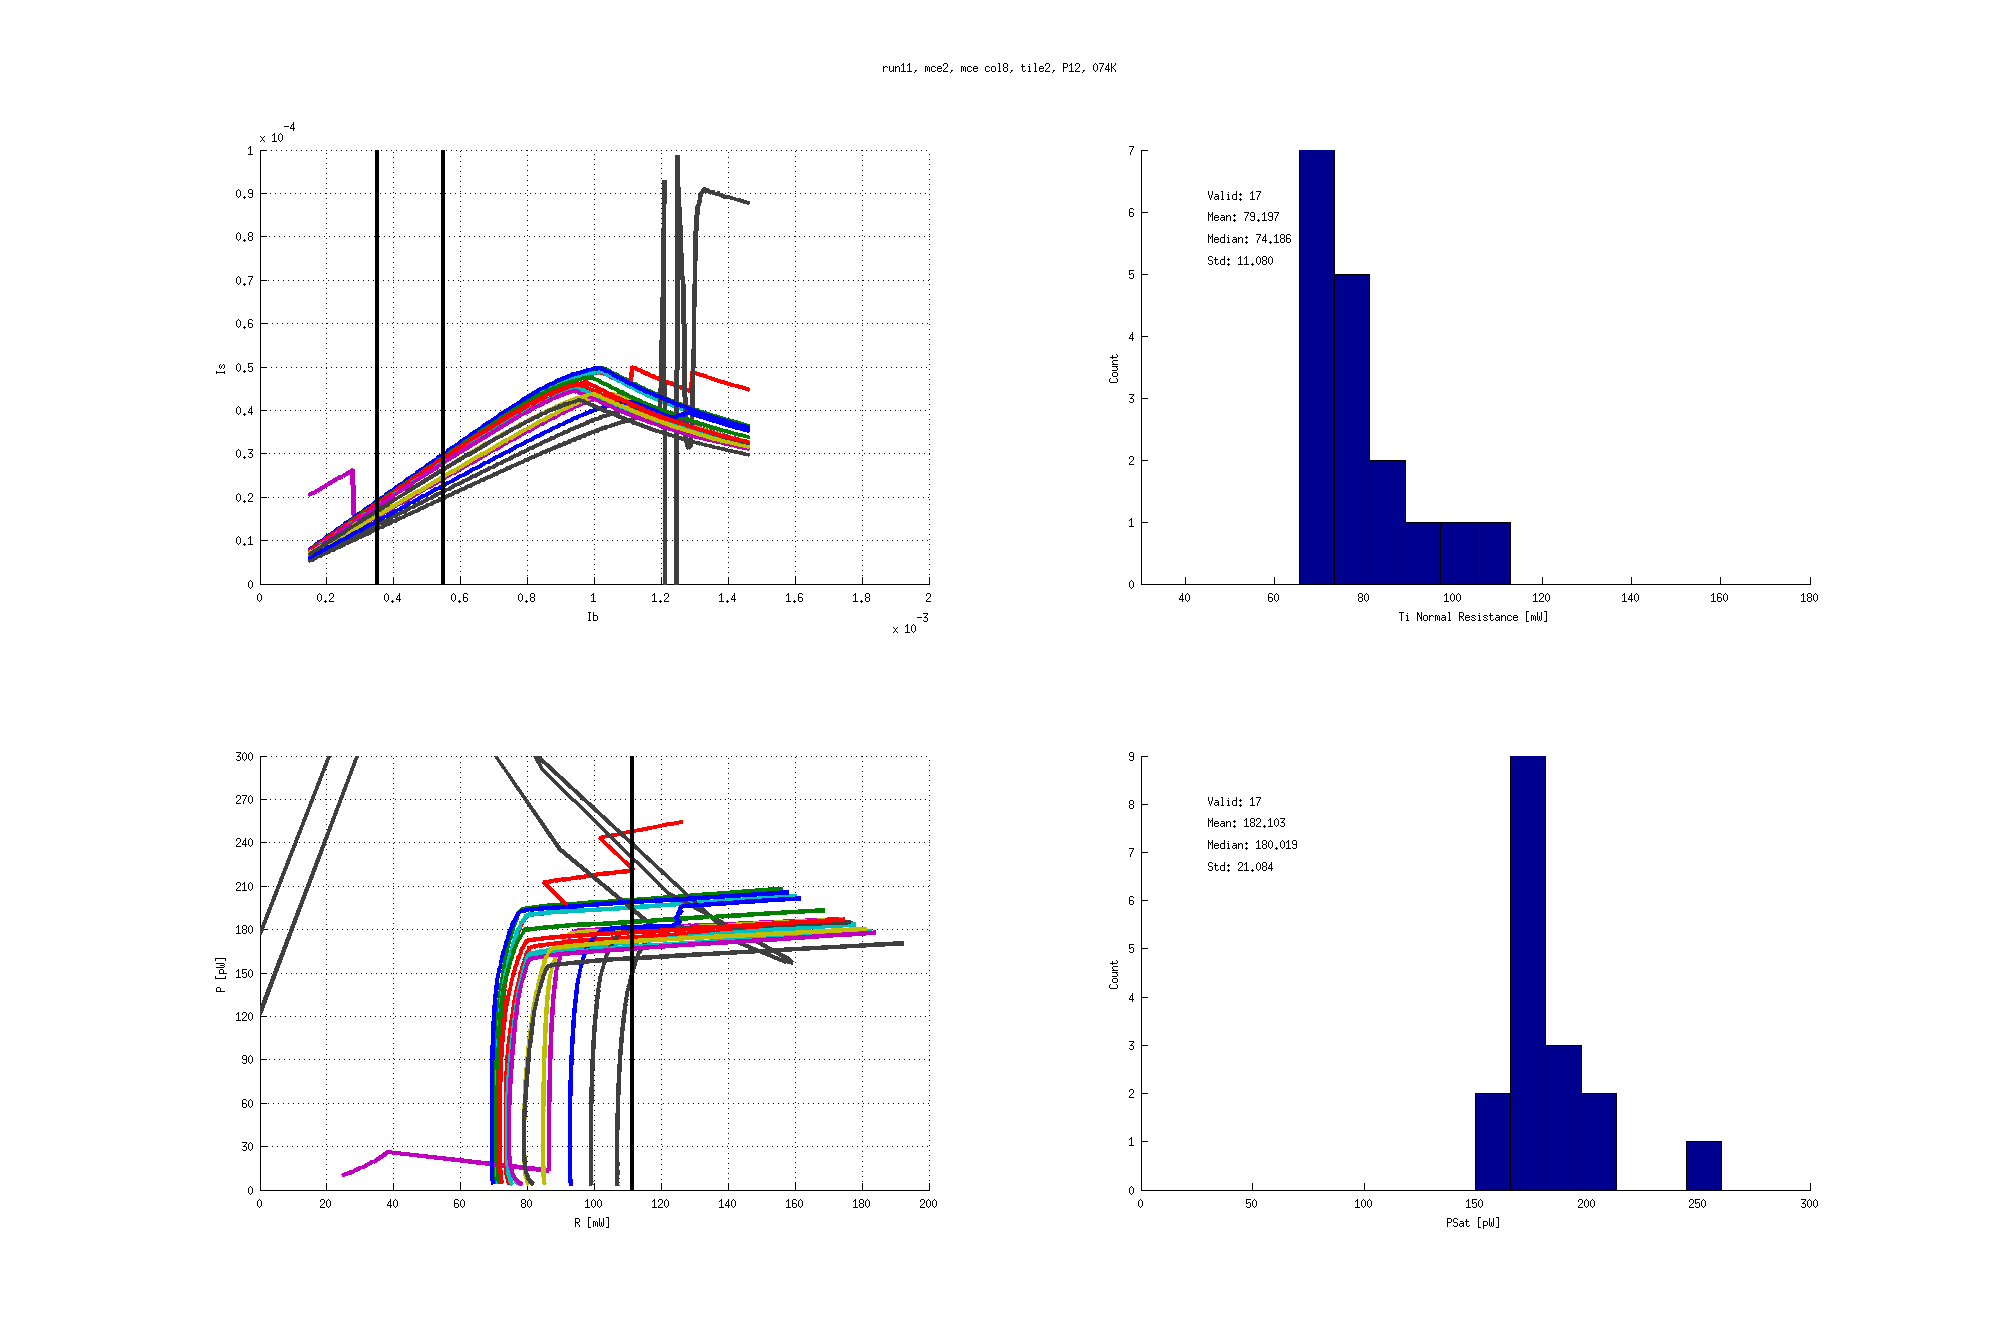 run11, mce2, mce col8, tile2, P12, 074K
x 10
-4
1
0.9
0.8
0.7
0.6
0.5
0.4
0.3
0.2
0.1
0
Is
0 0.2 0.4 0.6 0.8 1 1.2 1.4 1.6 1.8 2
Ib
x 10
-3
7
6
5
4
3
2
1
0
Count
Valid: 17
Mean: 79.197
Median: 74.186
Std: 11.080
40 60 80 100 120 140 160 180
Ti Normal Resistance [mW]
300
270
240
210
180
150
120
90
60
30
0
P [pW]
0 20 40 60 80 100 120 140 160 180 200
R [mW]
9
8
7
6
5
4
3
2
1
0
Count
Valid: 17
Mean: 182.103
Median: 180.019
Std: 21.084
0 50 100 150 200 250 300
PSat [pW]